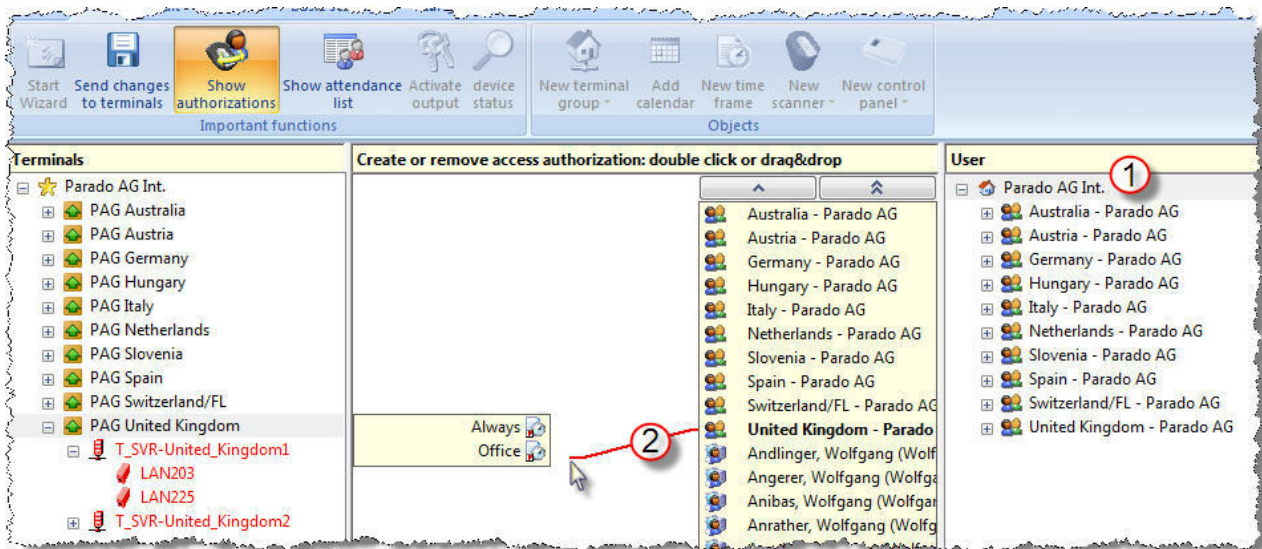 Start Wizard
Send changes to terminals
Show authorizations
Show attendance list
Activate output
device status
Important functions
New terminal group
Add calendar
New time frame
New scanner
New control panel
Objects
Terminals
Parado AG Int.
PAG Australia
PAG Austria
PAG Germany
PAG Hungary
PAG Italy
PAG Netherlands
PAG Slovenia
PAG Spain
PAG Switzerland/FL
PAG United Kingdom
T_SVR-United_Kingdom1
LAN203
LAN225
T_SVR-United_Kingdom2
Create or remove access authorization: double click or drag&drop
Always
Office
2
Australia - Parado AG
Austria - Parado AG
Germany - Parado AG
Hungary - Parado AG
Italy - Parado AG
Netherlands - Parado AG
Slovenia - Parado AG
Spain - Parado AG
Switzerland/FL - Parado AG
United Kingdom - Parado
Andlinger, Wolfgang (Wolf
Angerer, Wolfgang (Wolfga
Anibas, Wolfgang (Wolfgan
Anrather, Wolfgang (Wolfg
User
1
Parado AG Int.
Australia - Parado AG
Austria - Parado AG
Germany - Parado AG
Hungary - Parado AG
Italy - Parado AG
Netherlands - Parado AG
Slovenia - Parado AG
Spain - Parado AG
Switzerland/FL - Parado AG
United Kingdom - Parado AG